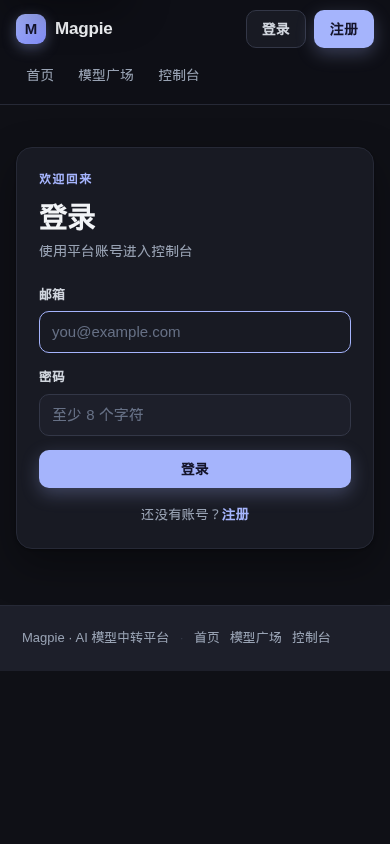 M Magpie 登录 注册
首页 模型广场 控制台
欢迎回来
登录
使用平台账号进入控制台
邮箱
you@example.com
密码
至少 8 个字符
登录
还没有账号？注册
Magpie · AI 模型中转平台 · 首页 模型广场 控制台